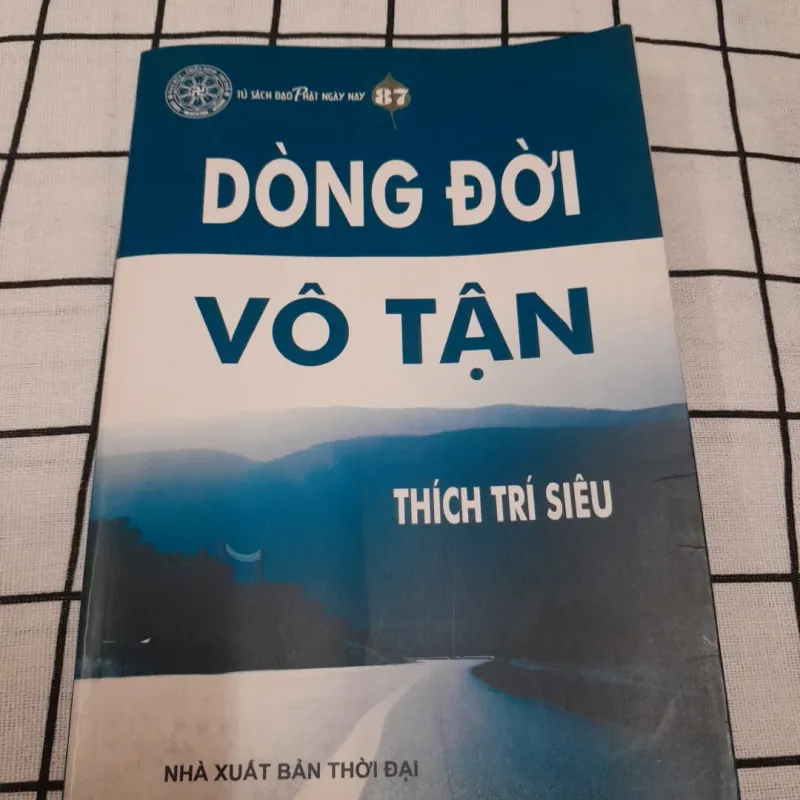 TỦ SÁCH ĐẠO PHẬT NGÀY NAY 87
DÒNG ĐỜI
VÔ TẬN
THÍCH TRÍ SIÊU
NHÀ XUẤT BẢN THỜI ĐẠI